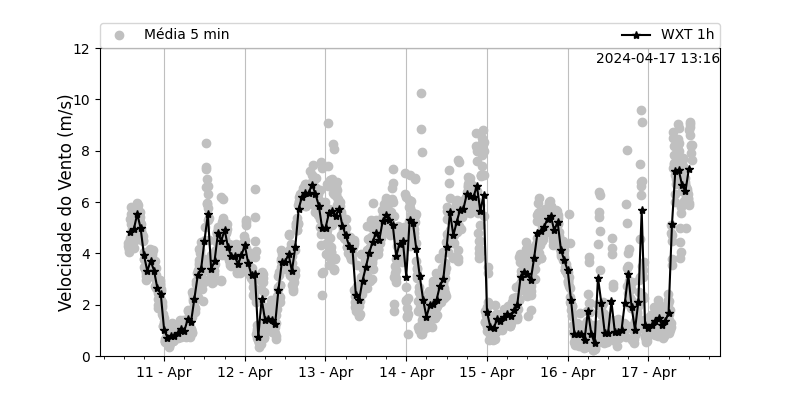 Média 5 min
WXT 1h
2024-04-17 13:16
Velocidade do Vento (m/s)
12
10
8
6
4
2
0
11 - Apr
12 - Apr
13 - Apr
14 - Apr
15 - Apr
16 - Apr
17 - Apr